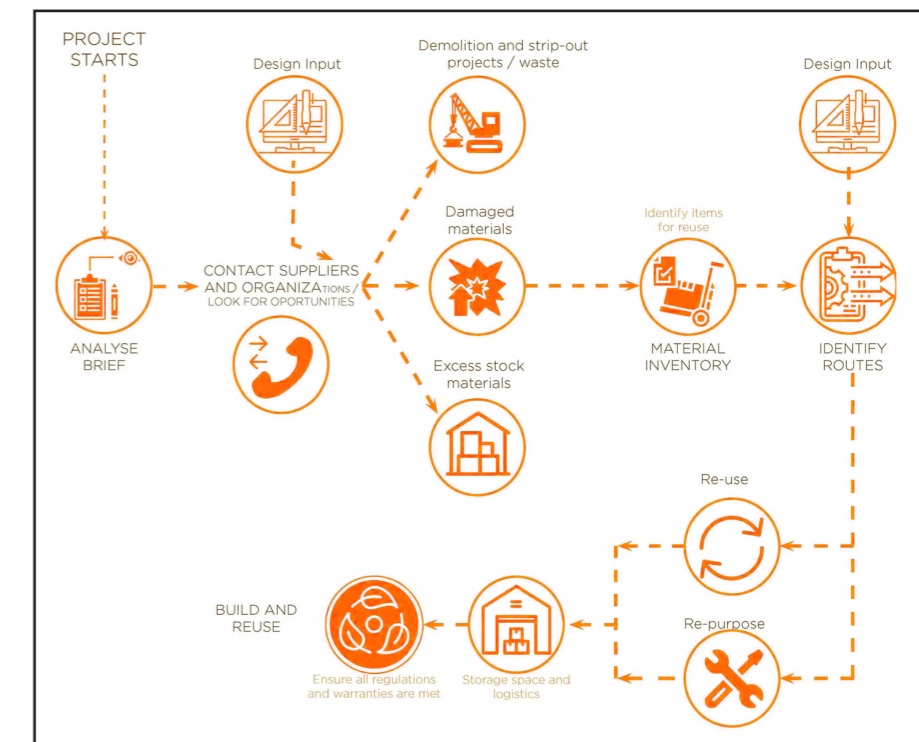 PROJECT
STARTS
Design Input
Demolition and strip-out
projects / waste
Design Input
Damaged
materials
Identify items
for reuse
CONTACT SUPPLIERS
AND ORGANIZATIONS /
LOOK FOR OPORTUNITIES
ANALYSE
BRIEF
MATERIAL
INVENTORY
IDENTIFY
ROUTES
Excess stock
materials
Re-use
BUILD AND
REUSE
Re-purpose
Ensure all regulations
and warranties are met
Storage space and
logistics